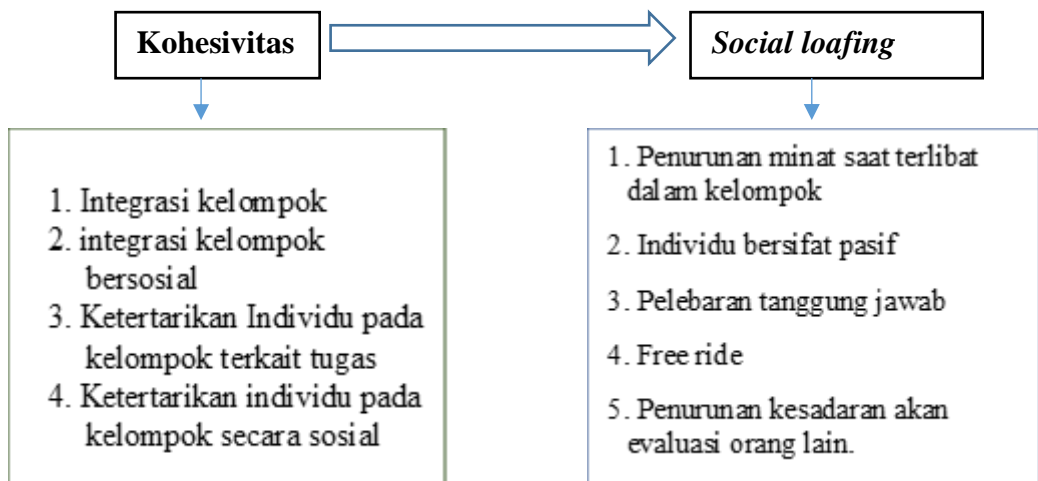 Kohesivitas
Social loafing
1. Integrasi kelompok
2. integrasi kelompok
bersosial
3. Ketertarikan Individu pada
kelompok terkait tugas
4. Ketertarikan individu pada
kelompok secara sosial
1. Penurunan minat saat terlibat
dalam kelompok
2. Individu bersifat pasif
3. Pelebaran tanggung jawab
4. Free ride
5. Penurunan kesadaran akan
evaluasi orang lain.